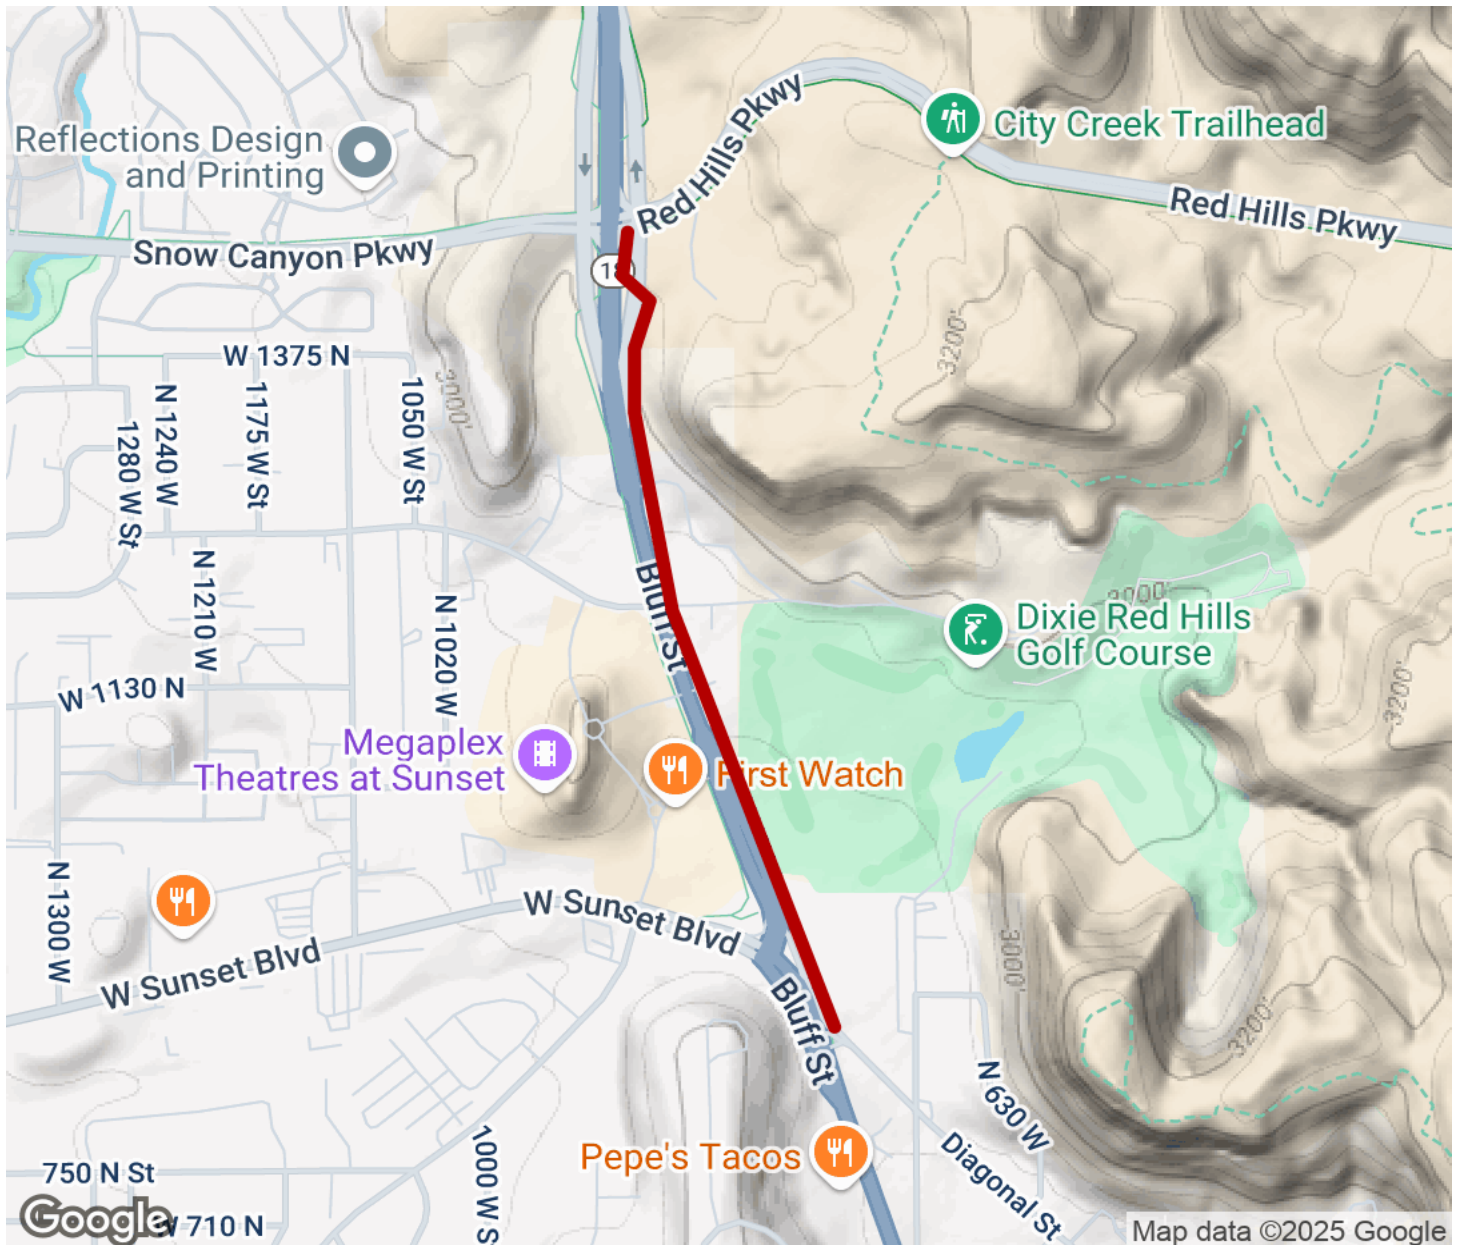 Red Hills Pkwy
City Creek Trailhead
Reflections Design
and Printing
Red Hills Pkwy
Snow Canyon Pkwy
W 1375 N
3200'
3000'
N 1240 W
1175 W St
1050 W St
1280 W St
N 1210 W
N 1020 W
Bluff St
3200'
Dixie Red Hills
Golf Course
W 1130 N
3200'
Megaplex
Theatres at Sunset
First Watch
N 1300 W
W Sunset Blvd
W Sunset Blvd
3000'
Bluff St
3200'
N 630 W
Pepe's Tacos
Diagonal St
750 N St
1000 W S
Google
W 710 N
Map data ©2025 Google